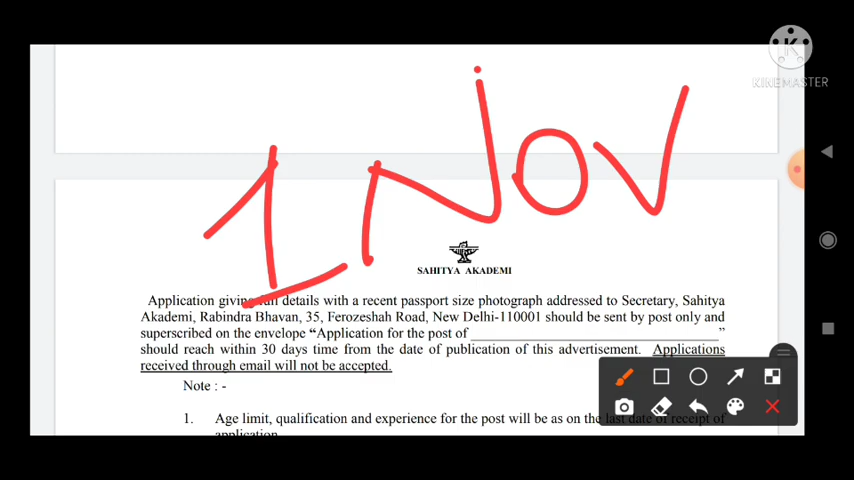 KINEMASTER
1 NOV
SAHITYA AKADEMI
Application giving full details with a recent passport size photograph addressed to Secretary, Sahitya
Akademi, Rabindra Bhavan, 35, Ferozeshah Road, New Delhi-110001 should be sent by post only and
superscribed on the envelope “Application for the post of ”
should reach within 30 days time from the date of publication of this advertisement. Applications
received through email will not be accepted.
Note : -
1. Age limit, qualification and experience for the post will be as on the last date of receipt of
application